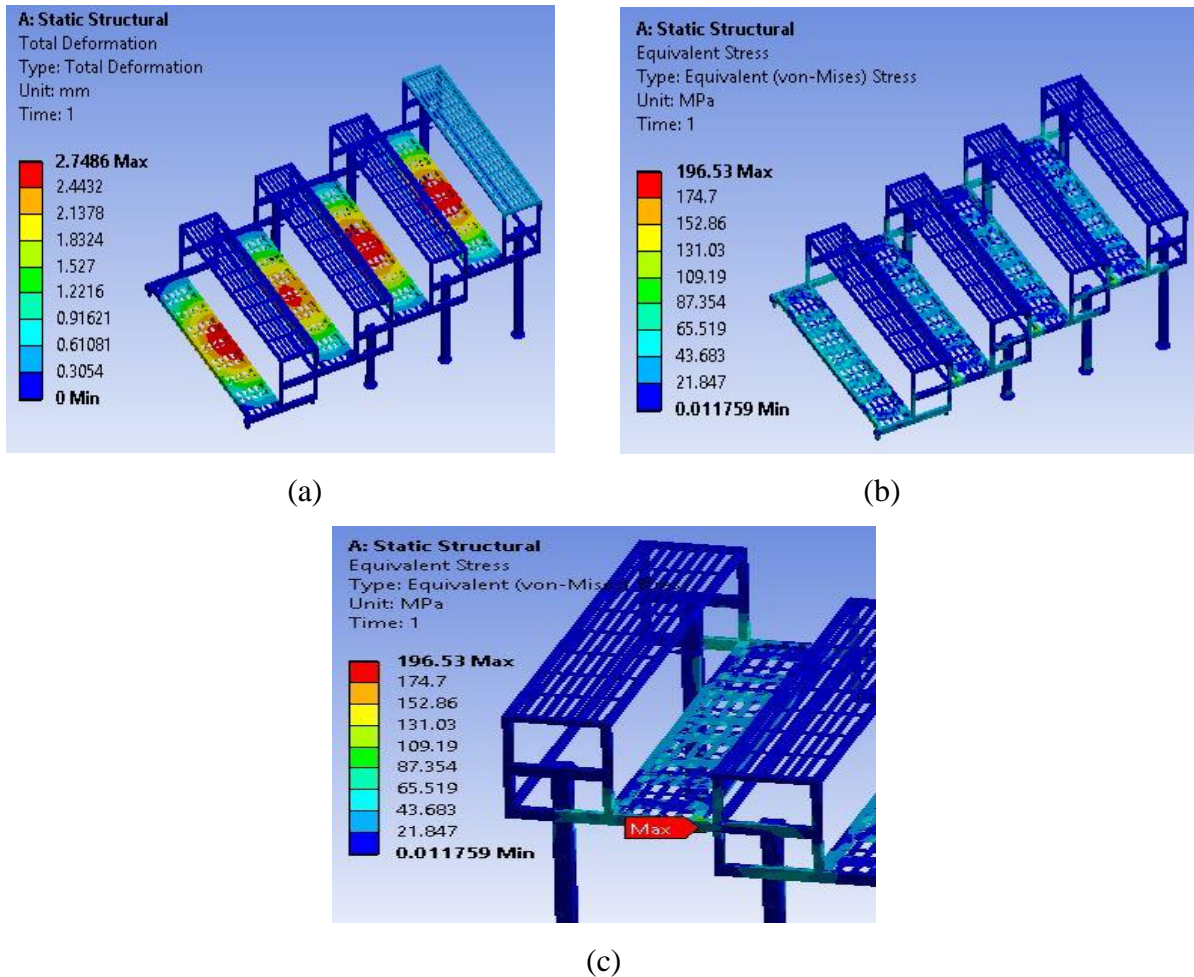 A: Static Structural
Total Deformation
Type: Total Deformation
Unit: mm
Time: 1
2.7486 Max
2.4432
2.1378
1.8324
1.527
1.2216
0.91621
0.61081
0.3054
0 Min
(a)
A: Static Structural
Equivalent Stress
Type: Equivalent (von-Mises) Stress
Unit: MPa
Time: 1
196.53 Max
174.7
152.86
131.03
109.19
87.354
65.519
43.683
21.847
0.011759 Min
(b)
A: Static Structural
Equivalent Stress
Type: Equivalent (von-Mises
Unit: MPa
Time: 1
196.53 Max
174.7
152.86
131.03
109.19
87.354
65.519
43.683
21.847
0.011759 Min
Max
(c)